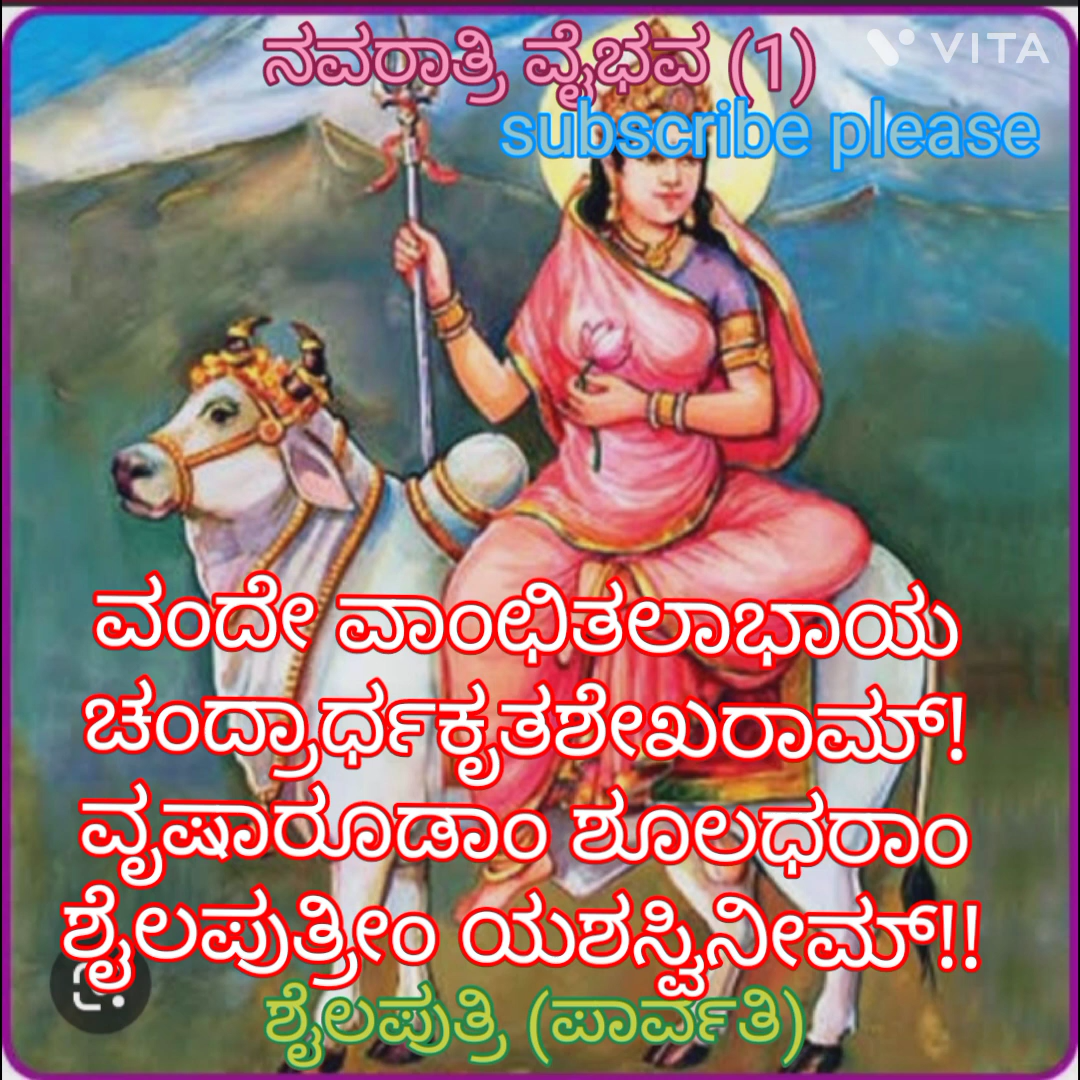 ನವರಾತ್ರಿ ವೈಭವ (1)
VITA
subscribe please
ವಂದೇ ವಾಂಛಿತಲಾಭಾಯ
ಚಂದ್ರಾರ್ಧಕೃತಶೇಖರಾಮ್!
ವೃಷಾರೂಡಾಂ ಶೂಲಧರಾಂ
ಶೈಲಪುತ್ರೀಂ ಯಶಸ್ವಿನೀಮ್!!
ಶೈಲಪುತ್ರಿ (ಪಾರ್ವತಿ)